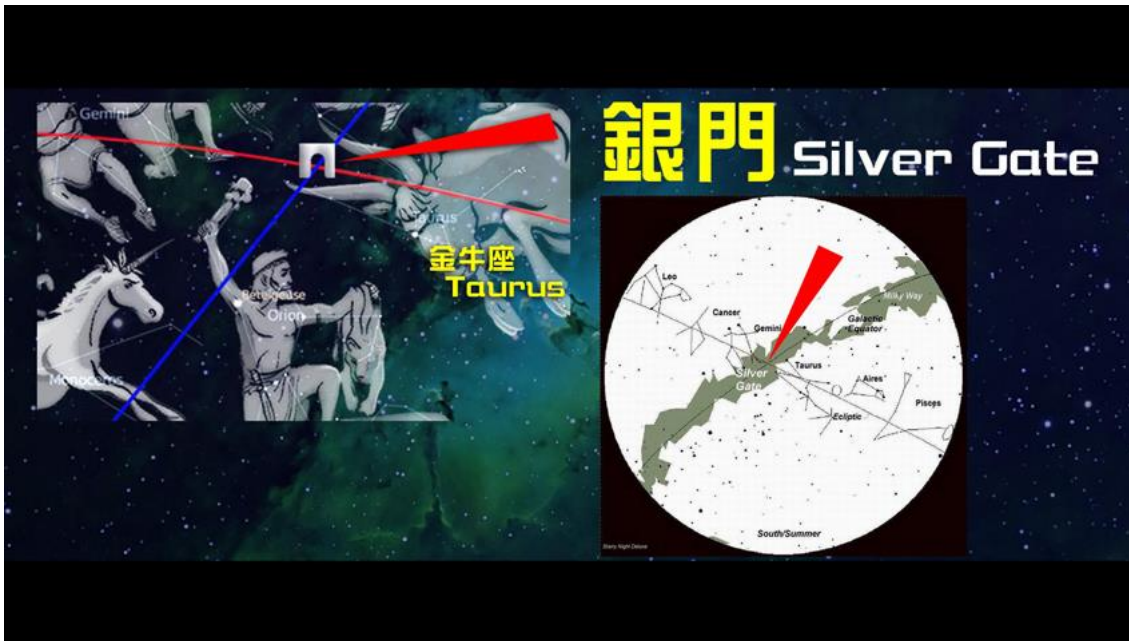 Gemini
Taurus
金牛座
Taurus
Betelgeuse
Orion
Monoceros
銀門 Silver Gate
Leo
Cancer
Gemini
Milky Way
Galactic
Equator
Silver
Gate
Taurus
Aires
Pisces
Ecliptic
South/Summer
Starry Night Deluxe